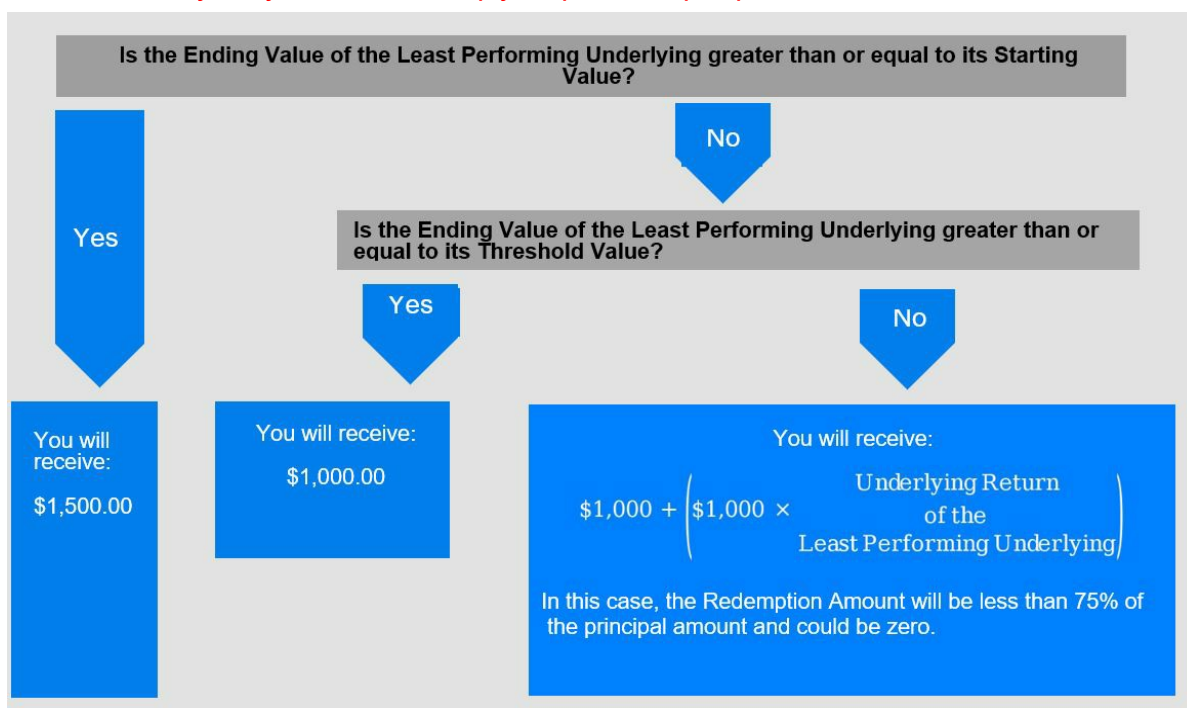 Is the Ending Value of the Least Performing Underlying greater than or equal to its Starting
Value?
No
Yes
Is the Ending Value of the Least Performing Underlying greater than or
equal to its Threshold Value?
Yes
No
You will
receive:
$1,500.00
You will receive:
$1,000.00
You will receive:
$1,000 + ($1,000 × Underlying Return
of the
Least Performing Underlying)
In this case, the Redemption Amount will be less than 75% of
the principal amount and could be zero.